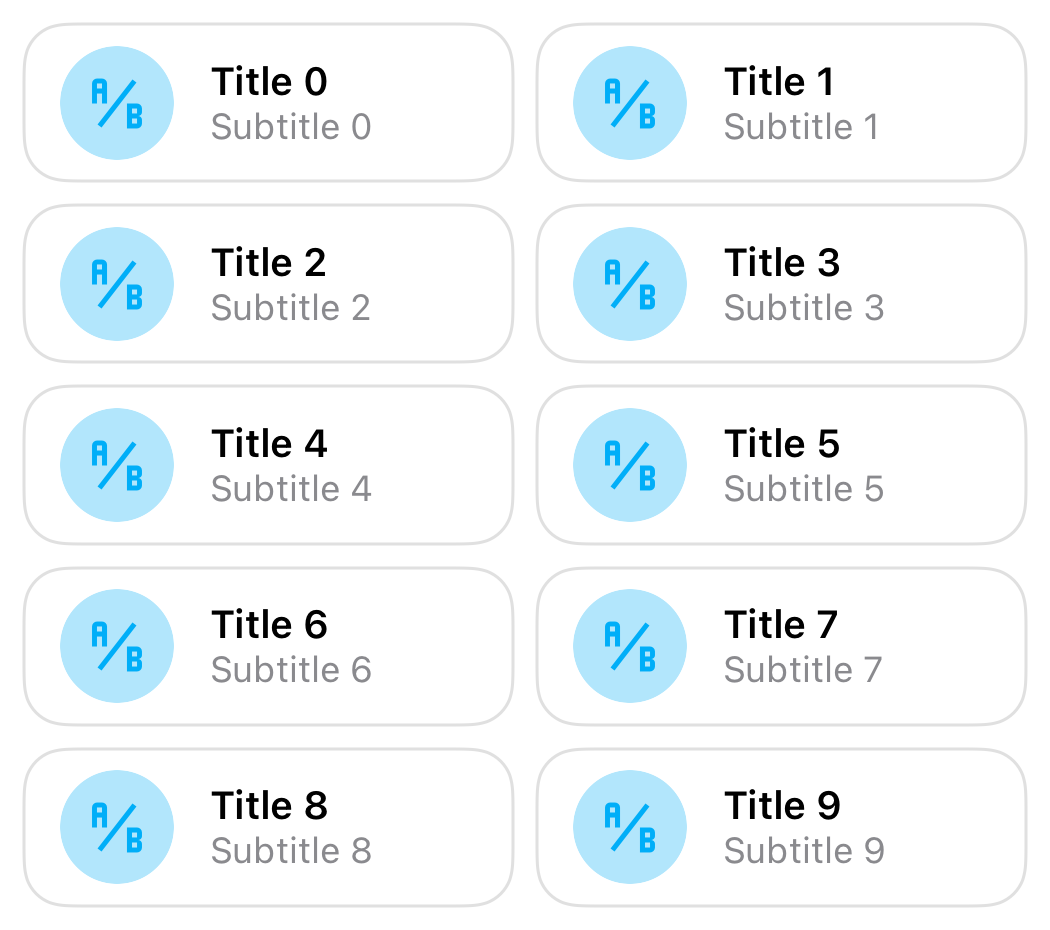 A/B
Title 0
Subtitle 0
A/B
Title 1
Subtitle 1
A/B
Title 2
Subtitle 2
A/B
Title 3
Subtitle 3
A/B
Title 4
Subtitle 4
A/B
Title 5
Subtitle 5
A/B
Title 6
Subtitle 6
A/B
Title 7
Subtitle 7
A/B
Title 8
Subtitle 8
A/B
Title 9
Subtitle 9